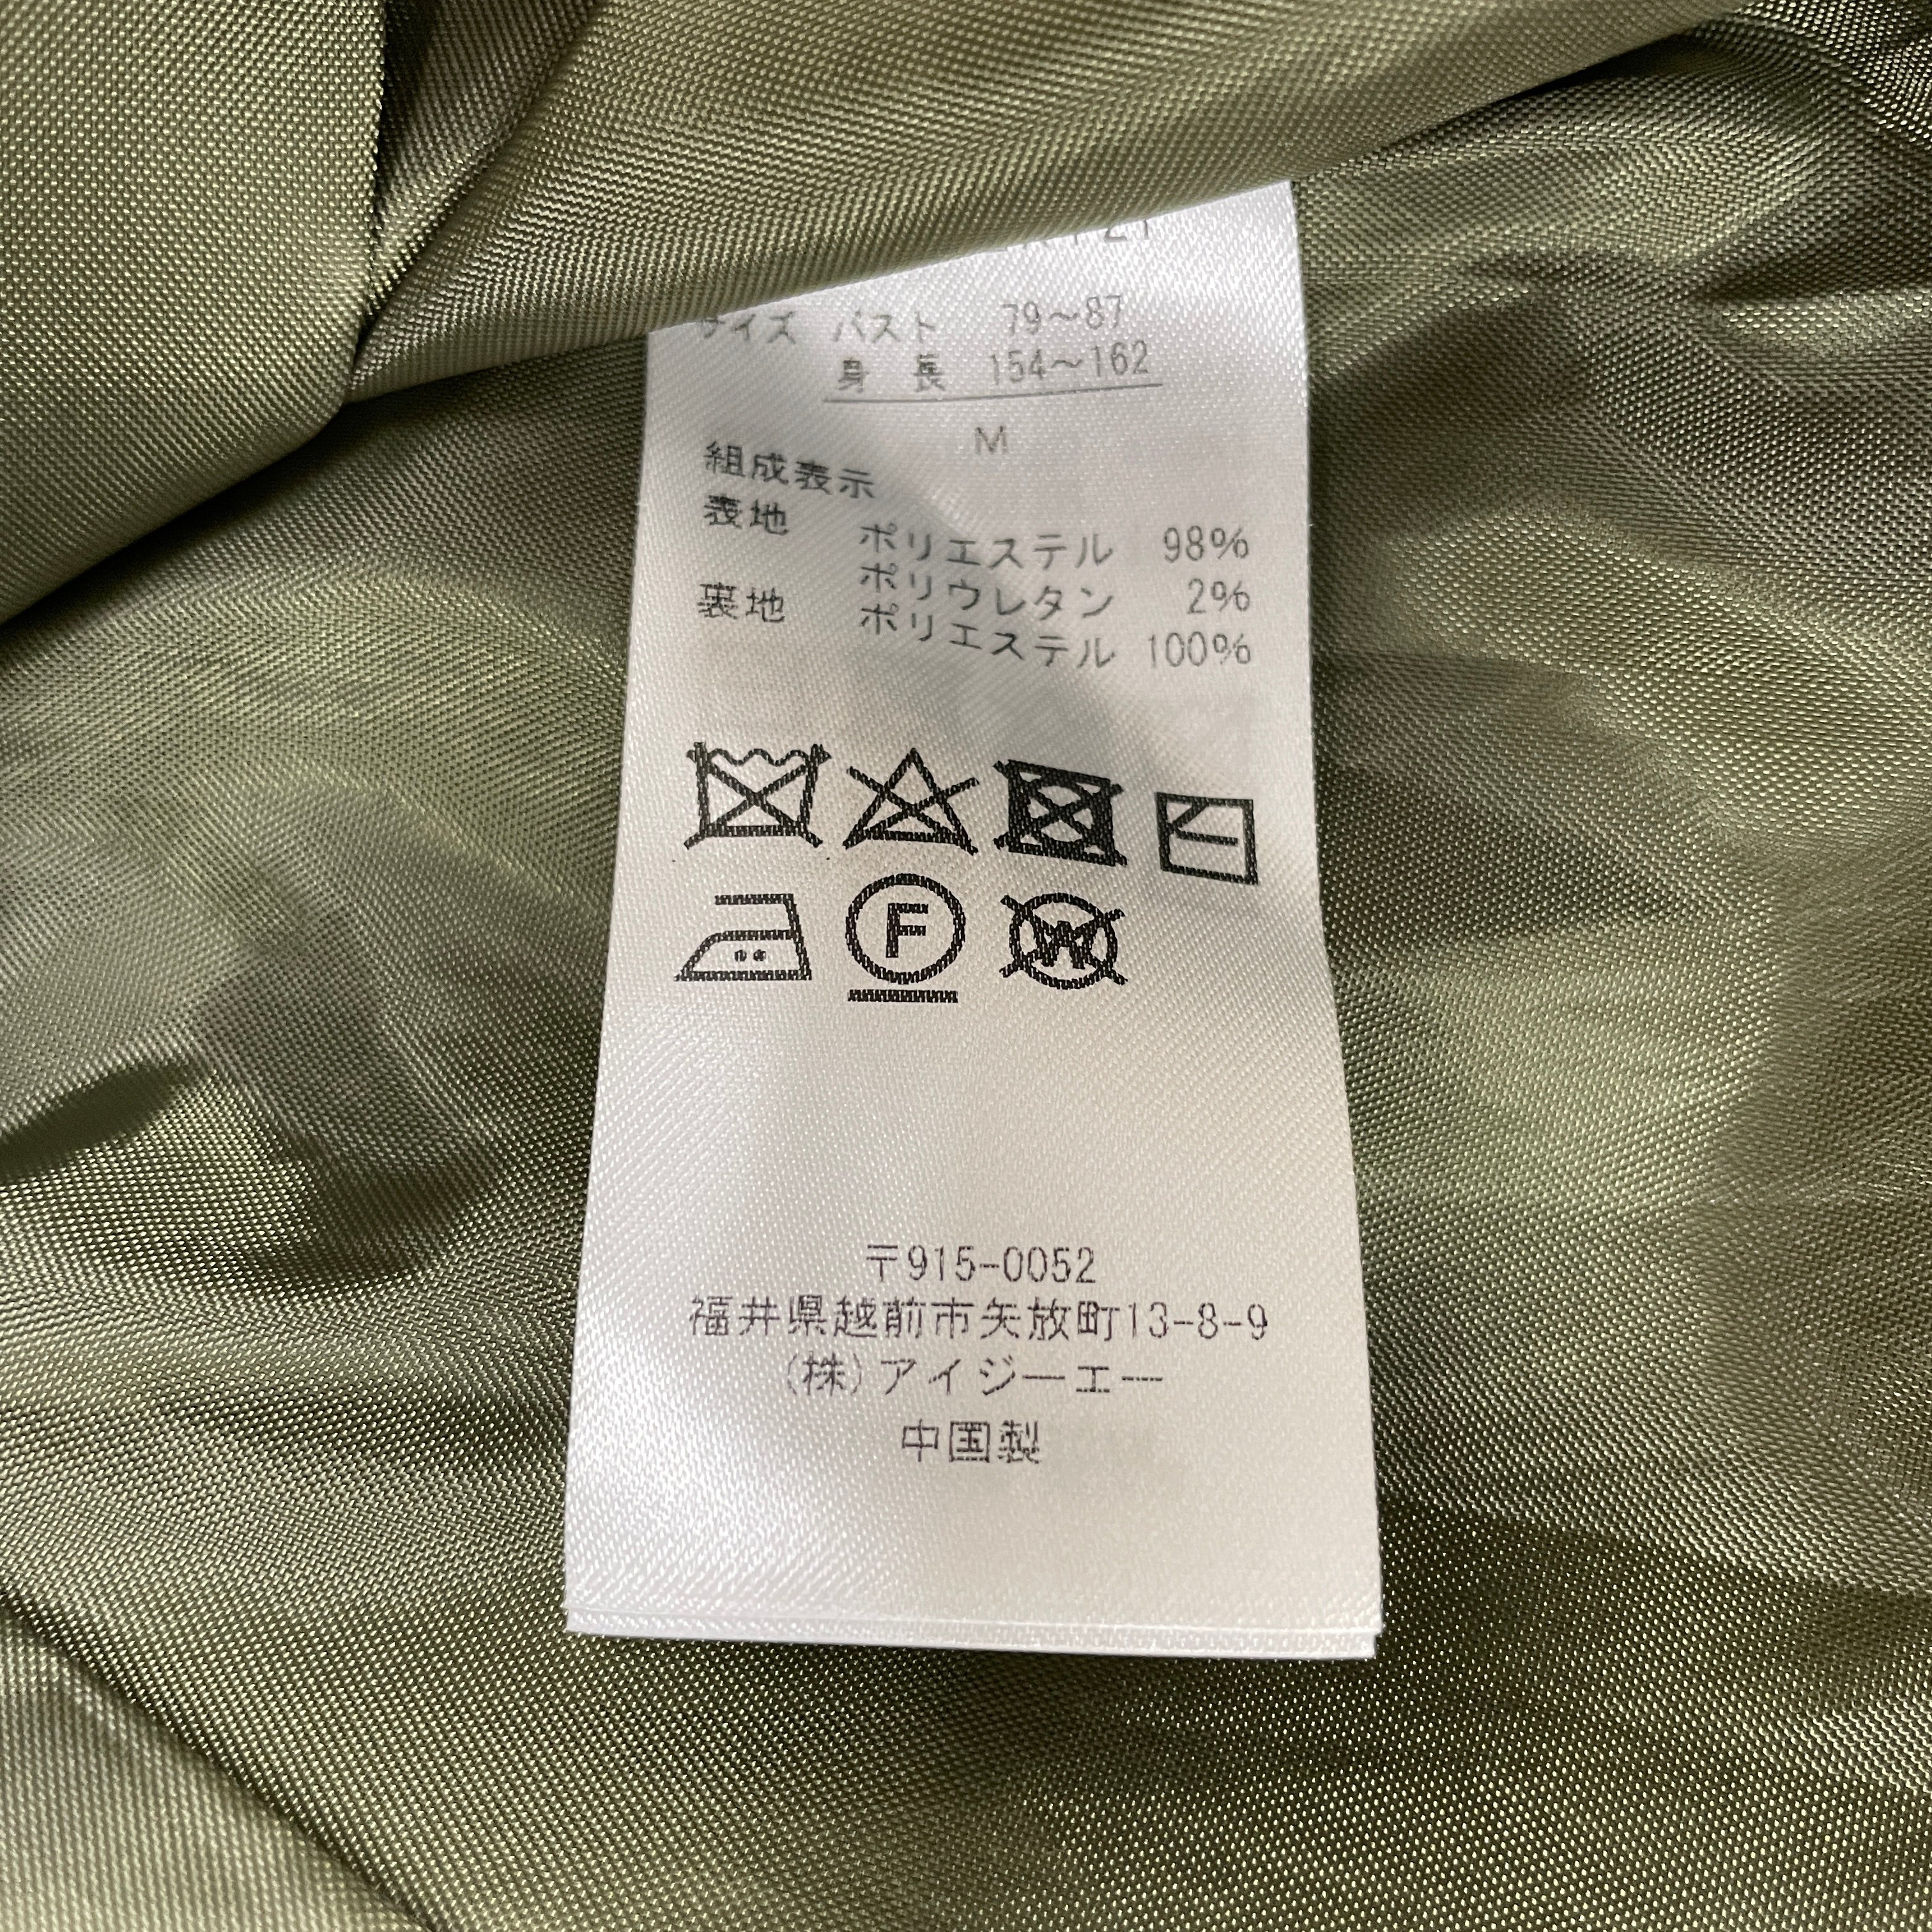 サイズ バスト 79～87
身長 154～162
M
組成表示
表地 ポリエステル 98%
ポリウレタン 2%
裏地 ポリエステル 100%
F
W
〒915-0052
福井県越前市矢放町13-8-9
(株)アイジーエー
中国製